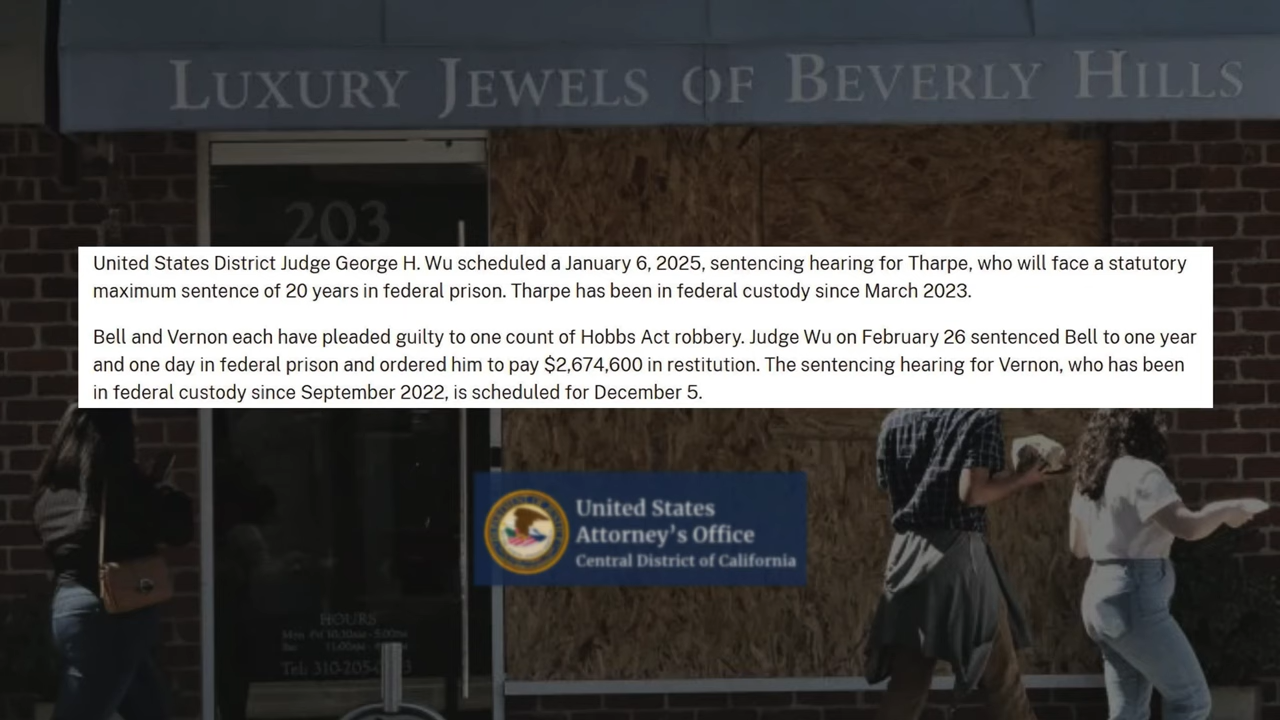 LUXURY JEWELS OF BEVERLY HILLS
203
United States District Judge George H. Wu scheduled a January 6, 2025, sentencing hearing for Tharpe, who will face a statutory
maximum sentence of 20 years in federal prison. Tharpe has been in federal custody since March 2023.
Bell and Vernon each have pleaded guilty to one count of Hobbs Act robbery. Judge Wu on February 26 sentenced Bell to one year
and one day in federal prison and ordered him to pay $2,674,600 in restitution. The sentencing hearing for Vernon, who has been
in federal custody since September 2022, is scheduled for December 5.
United States
Attorney's Office
Central District of California
HOURS
Mon
Tel: 310-205-